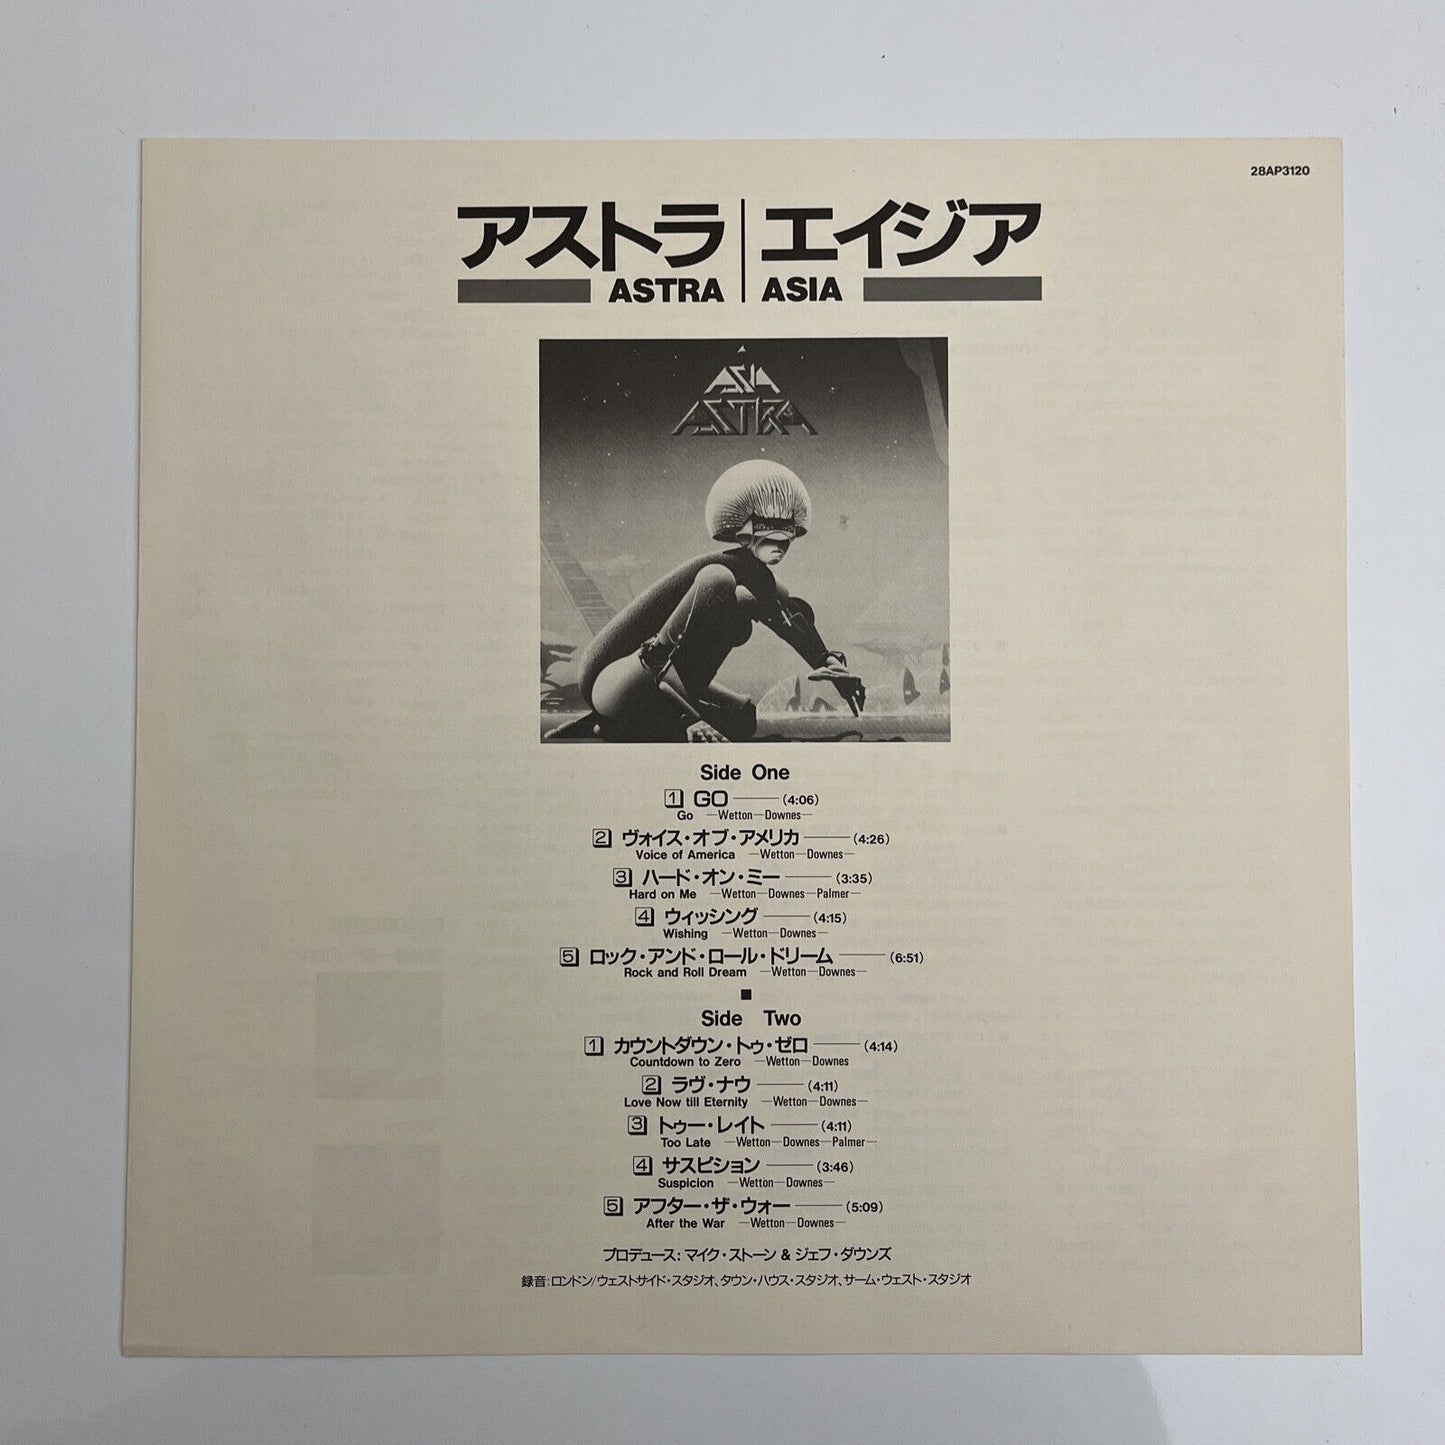 28AP3120
アストラ エイジア
ASTRA ASIA
ASIA
ASTRA
Side One
1 GO (4:06)
Go —Wetton—Downes—
2 ヴォイス・オブ・アメリカ (4:26)
Voice of America —Wetton—Downes—
3 ハード・オン・ミー (3:35)
Hard on Me —Wetton—Downes—Palmer—
4 ウィッシング (4:15)
Wishing —Wetton—Downes—
5 ロック・アンド・ロール・ドリーム (6:51)
Rock and Roll Dream —Wetton—Downes—
Side Two
1 カウントダウン・トゥ・ゼロ (4:14)
Countdown to Zero —Wetton—Downes
2 ラヴ・ナウ (4:11)
Love Now till Eternity —Wetton—Downes—
3 トゥー・レイト (4:11)
Too Late —Wetton—Downes—Palmer—
4 サスピション (3:46)
Suspicion —Wetton—Downes—
5 アフター・ザ・ウォー (5:09)
After the War —Wetton—Downes—
プロデュース: マイク・ストーン & ジェフ・ダウンズ
録音:ロンドン/ウェストサイド・スタジオ、タウン・ハウス・スタジオ、サーム・ウェスト・スタジオ